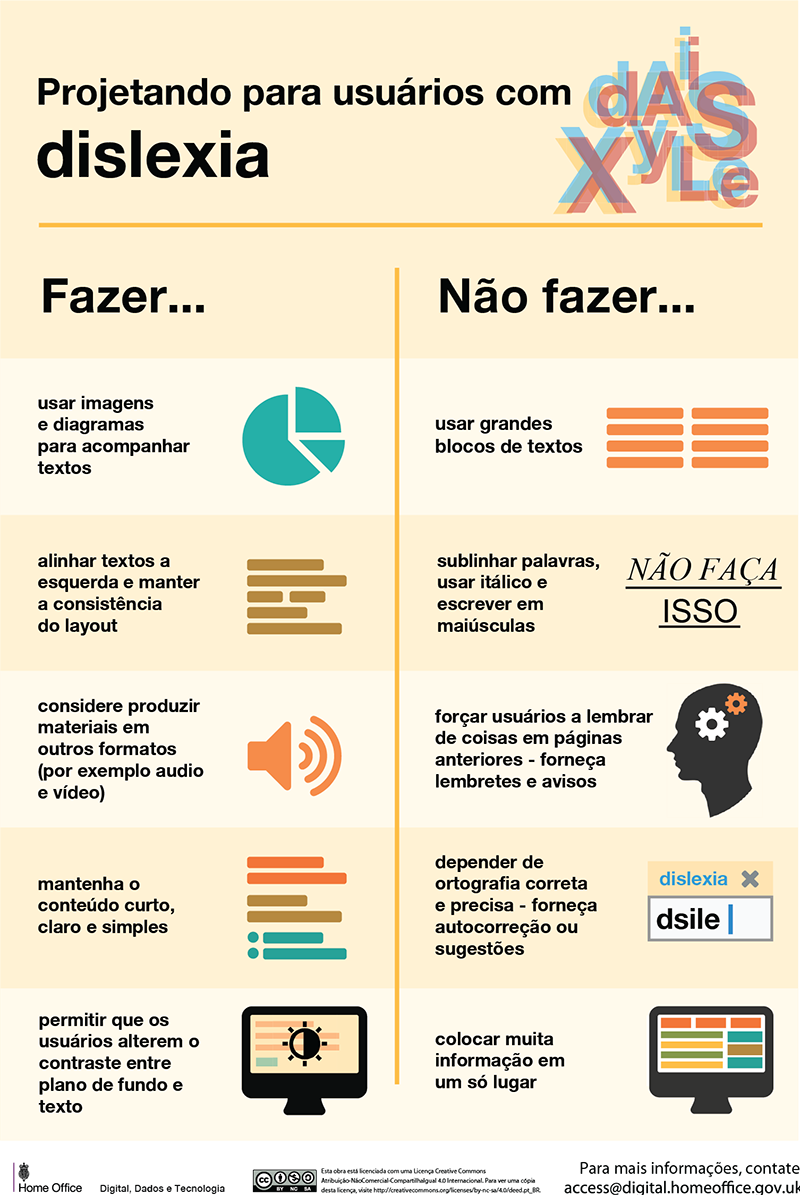 Projetando para usuários com
dislexia
d A i S
X y L e
Fazer...
usar imagens
e diagramas
para acompanhar
textos
alinhar textos a
esquerda e manter
a consistência
do layout
considere produzir
materiais em
outros formatos
(por exemplo audio
e vídeo)
mantenha o
conteúdo curto,
claro e simples
permitir que os
usuários alterem o
contraste entre
plano de fundo e
texto
Não fazer...
usar grandes
blocos de textos
sublinhar palavras,
usar itálico e
escrever em
maiúsculas
NÃO FAÇA
ISSO
forçar usuários a lembrar
de coisas em páginas
anteriores - forneça
lembretes e avisos
depender de
ortografia correta
e precisa - forneça
autocorreção ou
sugestões
dislexia
dsile
colocar muita
informação em
um só lugar
Home Office
Digital, Dados e Tecnologia
cc
BY NC SA
Esta obra está licenciada com uma Licença Creative Commons
Atribuição-NãoComercial-CompartilhaIgual 4.0 Internacional. Para ver uma cópia
desta licença, visite http://creativecommons.org/licenses/by-nc-sa/4.0/deed.pt_BR.
Para mais informações, contate
access@digital.homeoffice.gov.uk